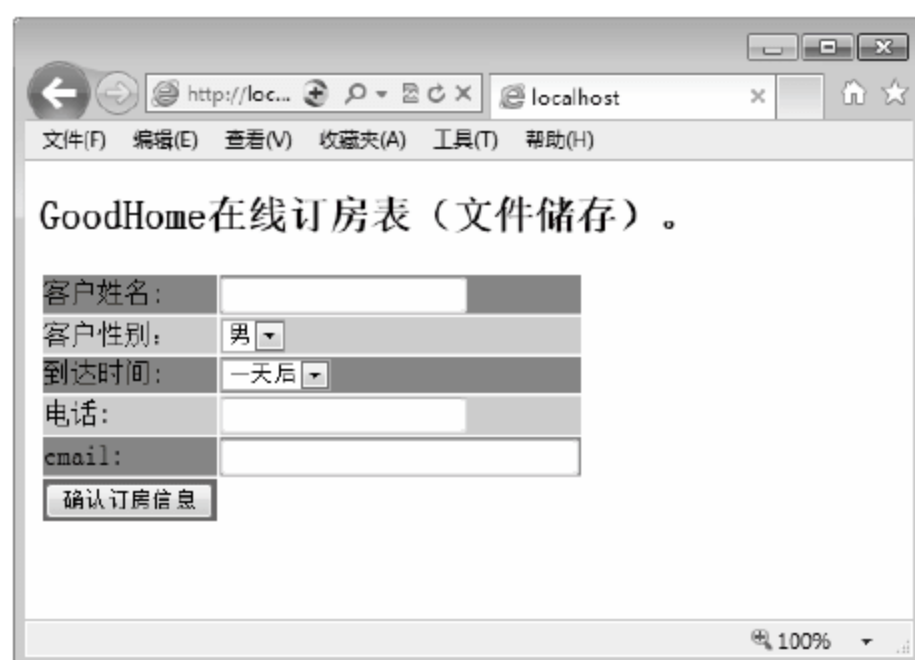 http://loc...
localhost
文件(F) 编辑(E) 查看(V) 收藏夹(A) 工具(T) 帮助(H)
GoodHome在线订房表（文件储存）。
客户姓名:
客户性别:
男
到达时间:
一天后
电话:
email:
确认订房信息
100%